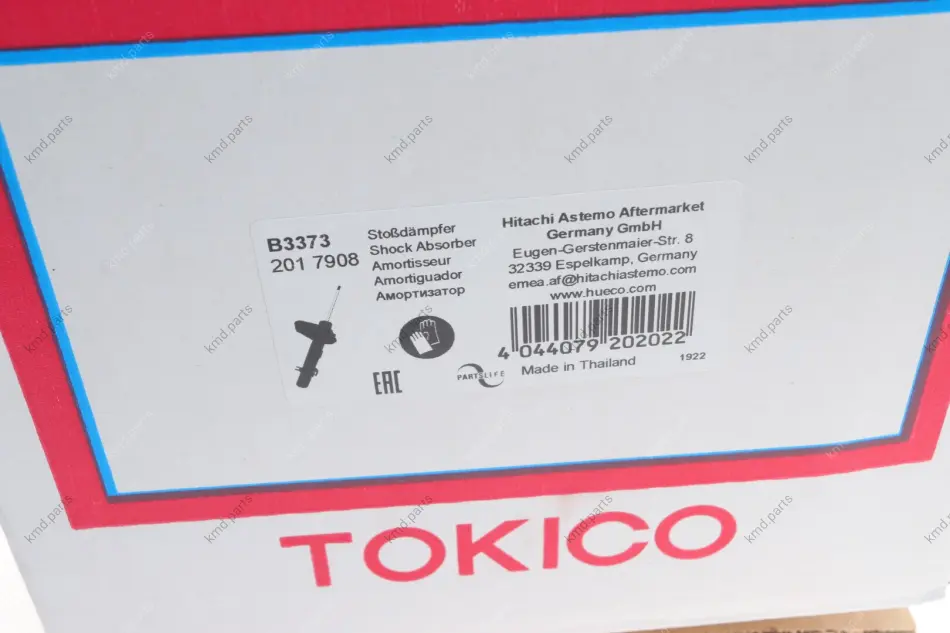 B3373
201 7908
Stoßdämpfer
Shock Absorber
Amortisseur
Amortiguador
Амортизатор
Hitachi Astemo Aftermarket
Germany GmbH
Eugen-Gerstenmaier-Str. 8
32339 Espelkamp, Germany
emea.af@hitachiastemo.com
www.hueco.com
4 044079 202022
Made in Thailand
1922
EAC
PARTSLIFE
TOKICO
kmd.parts